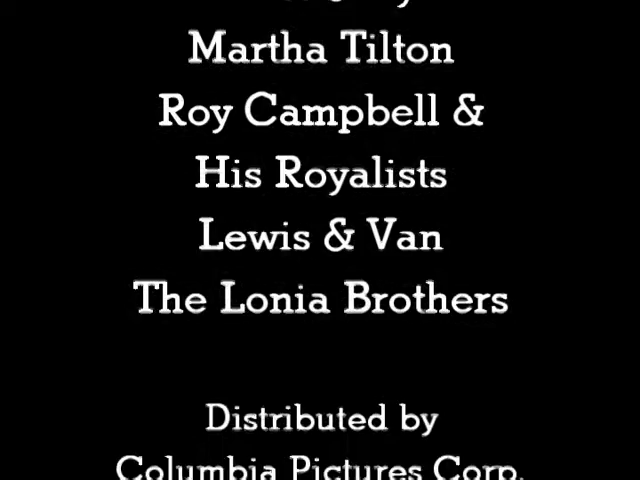 Martha Tilton
Roy Campbell &
His Royalists
Lewis & Van
The Lonia Brothers
Distributed by
Columbia Pictures Corp.